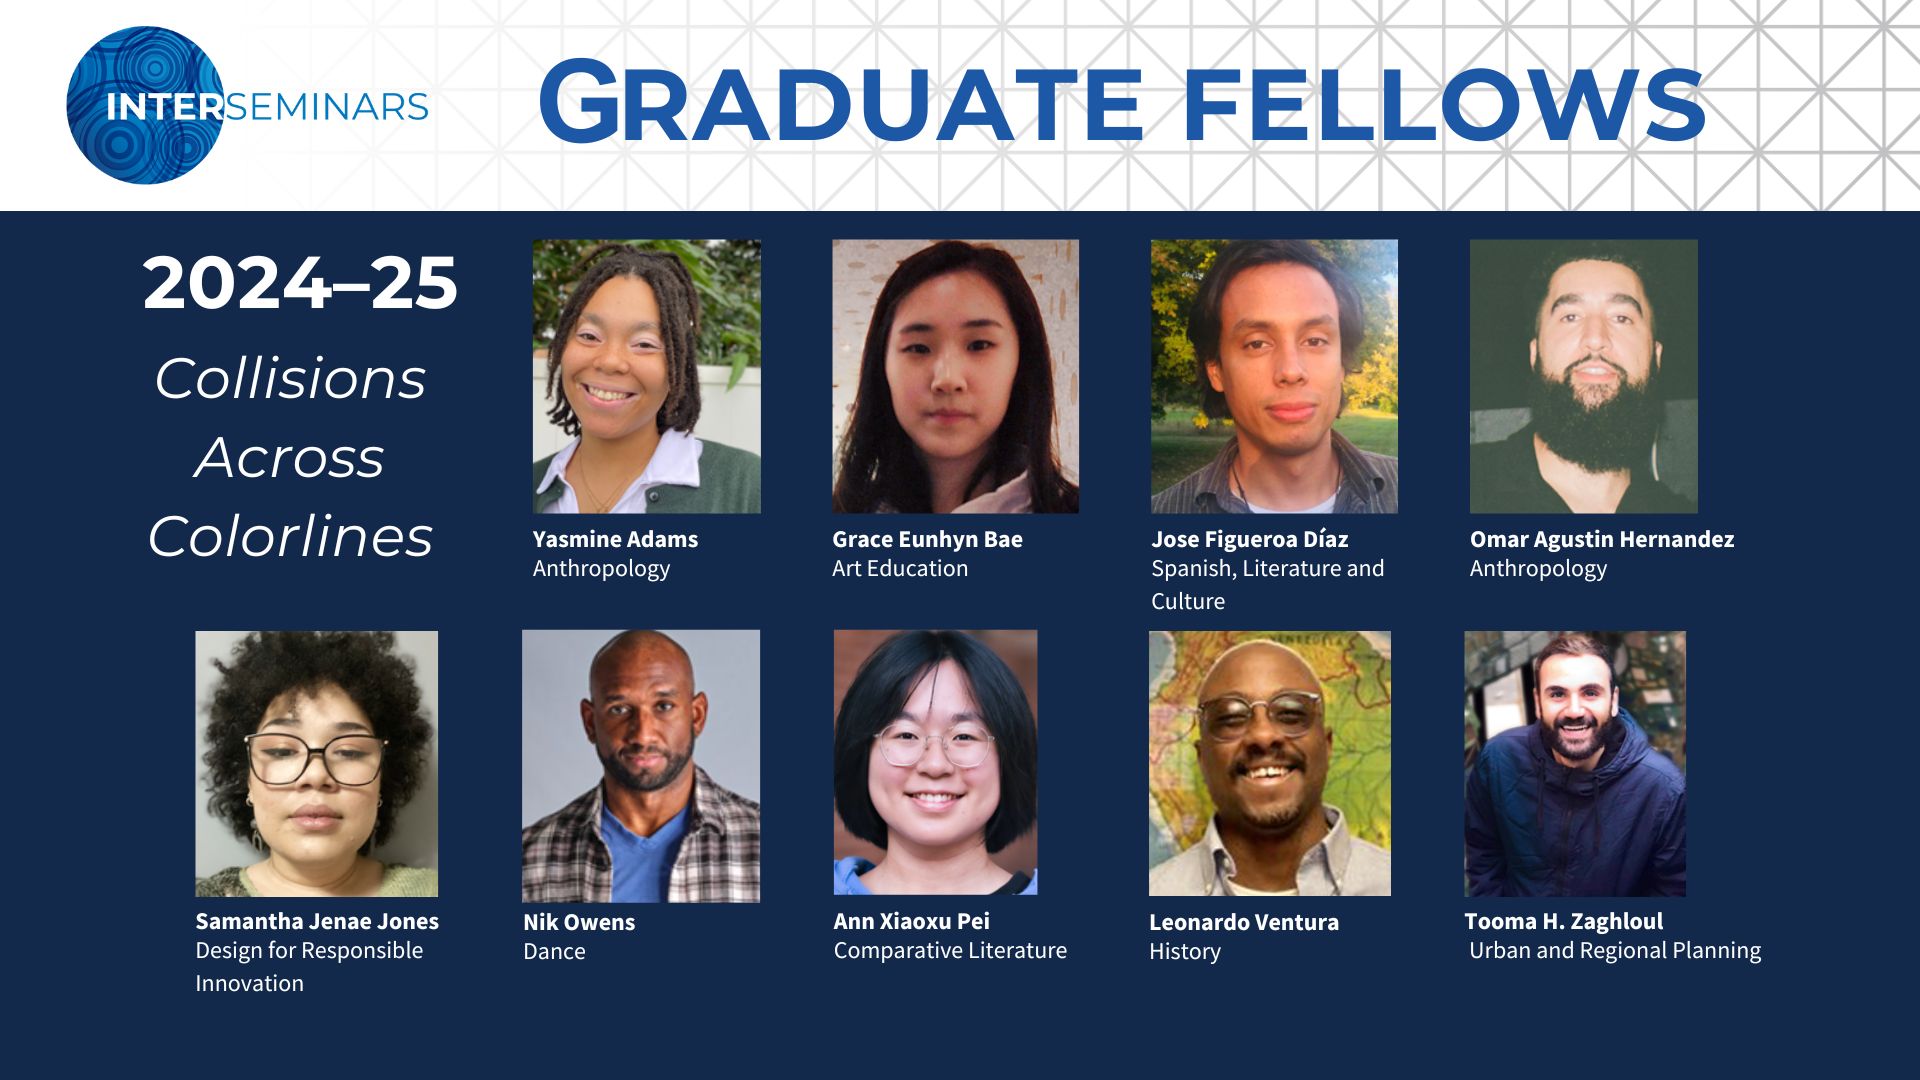 INTERSEMINARS
GRADUATE FELLOWS
2024–25
Collisions
Across
Colorlines
Yasmine Adams
Anthropology
Grace Eunhyn Bae
Art Education
Jose Figueroa Díaz
Spanish, Literature and
Culture
Omar Agustin Hernandez
Anthropology
Samantha Jenae Jones
Design for Responsible
Innovation
Nik Owens
Dance
Ann Xiaoxu Pei
Comparative Literature
Leonardo Ventura
History
Tooma H. Zaghloul
Urban and Regional Planning